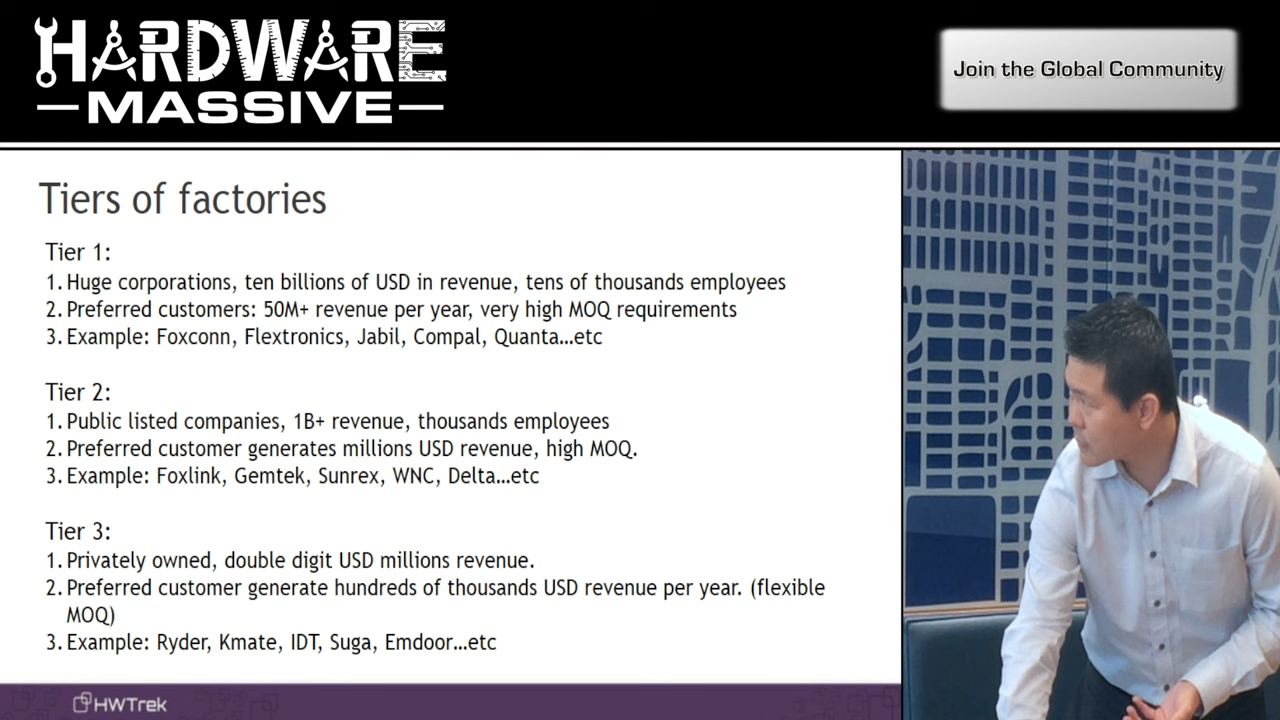 HARDWARE
MASSIVE
Join the Global Community
Tiers of factories
Tier 1:
1. Huge corporations, ten billions of USD in revenue, tens of thousands employees
2. Preferred customers: 50M+ revenue per year, very high MOQ requirements
3. Example: Foxconn, Flextronics, Jabil, Compal, Quanta…etc
Tier 2:
1. Public listed companies, 1B+ revenue, thousands employees
2. Preferred customer generates millions USD revenue, high MOQ.
3. Example: Foxlink, Gemtek, Sunrex, WNC, Delta…etc
Tier 3:
1. Privately owned, double digit USD millions revenue.
2. Preferred customer generate hundreds of thousands USD revenue per year. (flexible
MOQ)
3. Example: Ryder, Kmate, IDT, Suga, Emdoor…etc
HWTrek